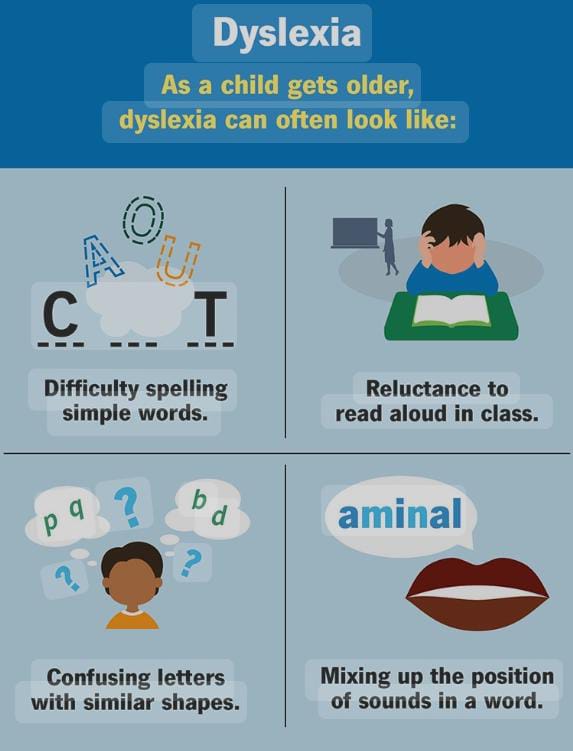 Dyslexia
As a child gets older,
dyslexia can often look like:
A O U
C T
Difficulty spelling
simple words.
Reluctance to
read aloud in class.
p q ? b d
? ?
Confusing letters
with similar shapes.
aminal
Mixing up the position
of sounds in a word.